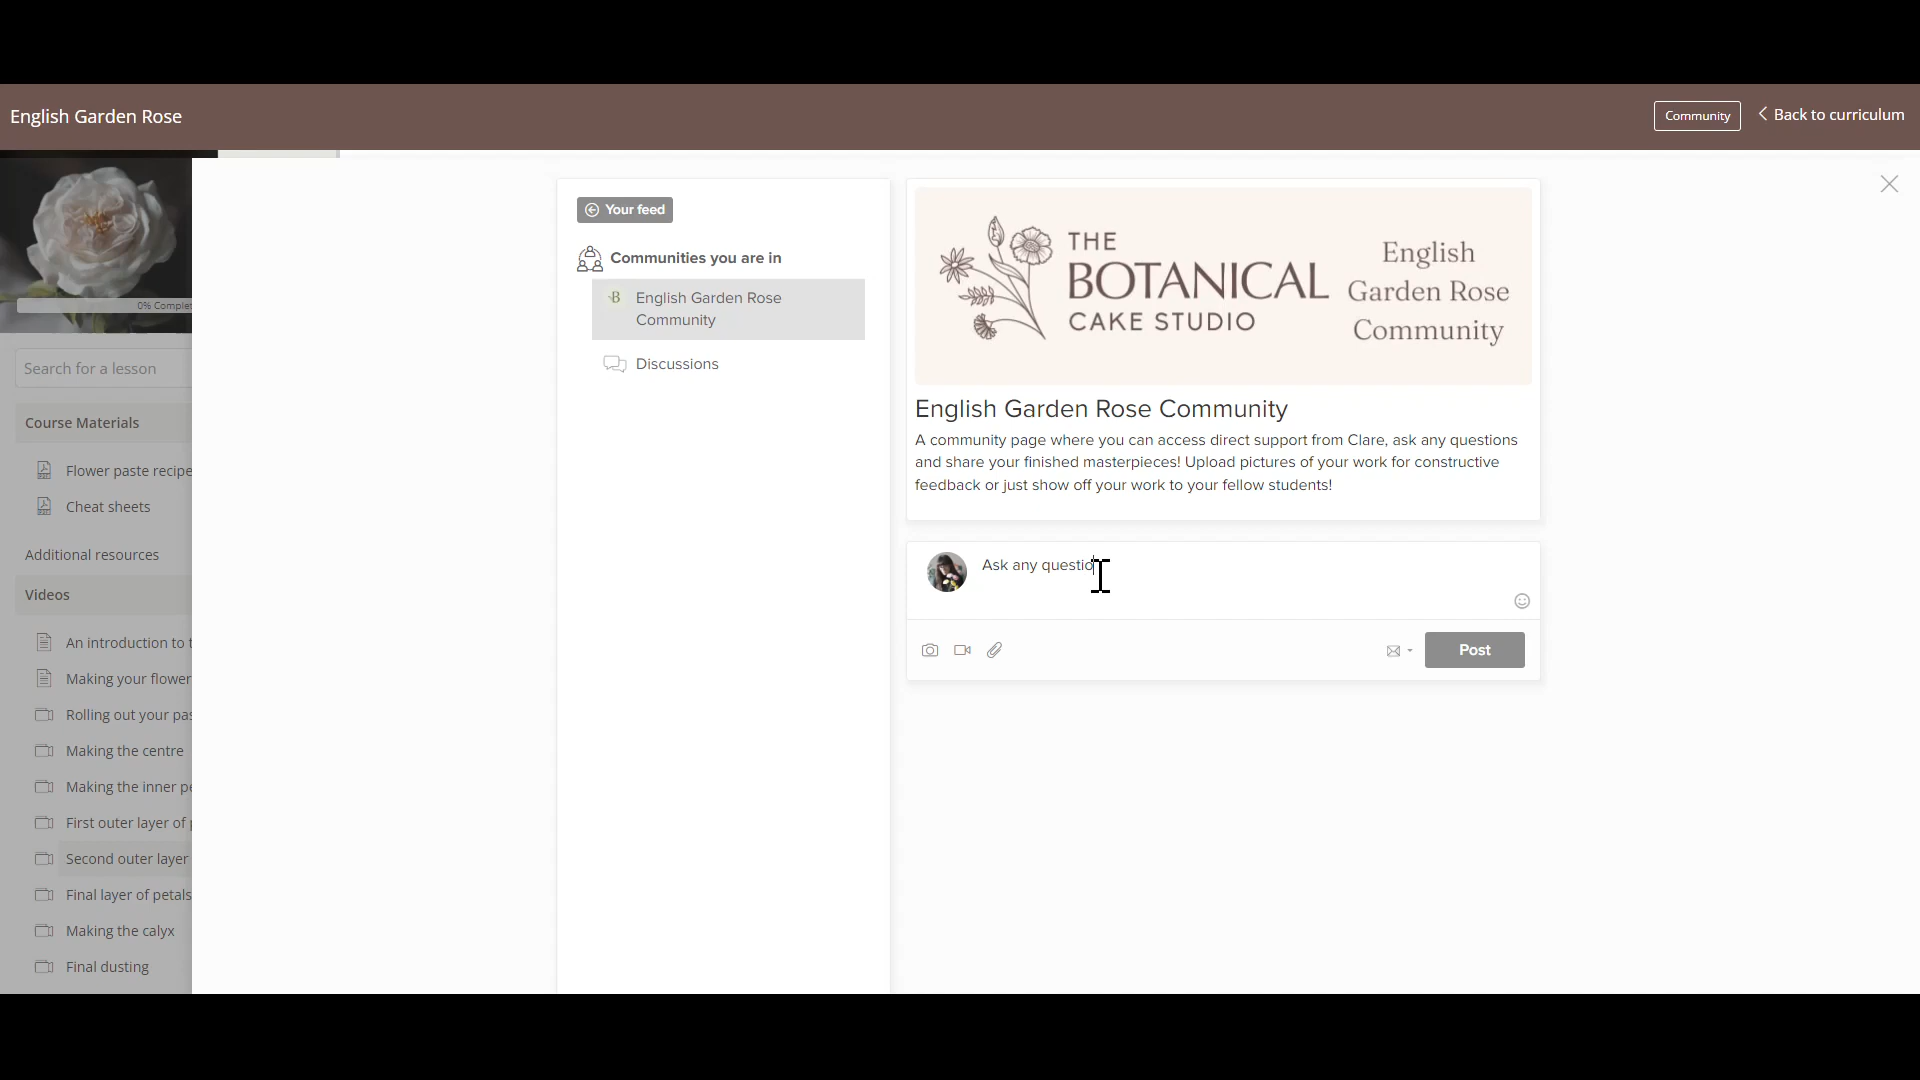 English Garden Rose
Community
Back to curriculum
0% Complet
Search for a lesson
Course Materials
Flower paste recipe
Cheat sheets
Additional resources
Videos
An introduction to t
Making your flower
Rolling out your pas
Making the centre
Making the inner pe
First outer layer of p
Second outer layer
Final layer of petals
Making the calyx
Final dusting
Your feed
Communities you are in
B
English Garden Rose
Community
Discussions
THE
BOTANICAL
CAKE STUDIO
English
Garden Rose
Community
English Garden Rose Community
A community page where you can access direct support from Clare, ask any questions
and share your finished masterpieces! Upload pictures of your work for constructive
feedback or just show off your work to your fellow students!
Ask any questio
Post